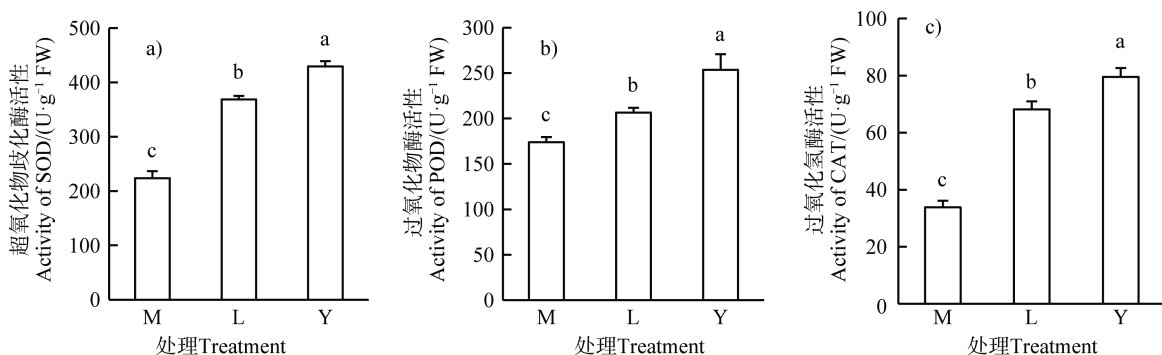 超氧化物歧化酶活性
Activity of SOD/(U·g⁻¹ FW)
500
400
300
200
100
0
a)
c
b
a
M L Y
处理Treatment
过氧化物酶活性
Activity of POD/(U·g⁻¹ FW)
300
250
200
150
100
50
0
b)
c
b
a
M L Y
处理Treatment
过氧化氢酶活性
Activity of CAT/(U·g⁻¹ FW)
100
80
60
40
20
0
c)
c
b
a
M L Y
处理Treatment